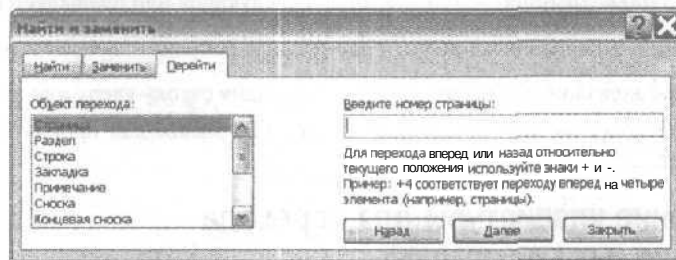 Найти и заменить
Найти Заменить Перейти
Объект перехода:
Страница
Раздел
Строка
Закладка
Примечание
Сноска
Концевая сноска
Введите номер страницы:
Для перехода вперед или назад относительно
текущего положения используйте знаки + и -.
Пример: +4 соответствует переходу вперед на четыре
элемента (например, страницы).
Назад Далее Закрыть